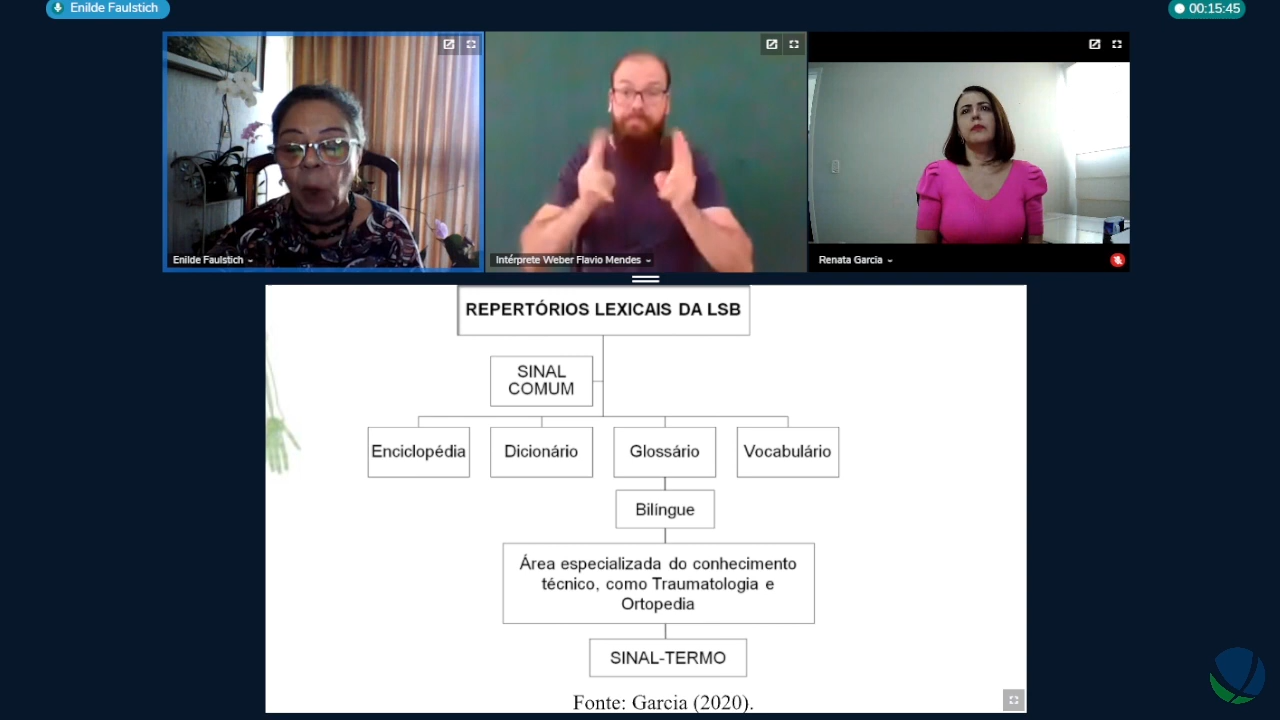 Enilde Faulstich
00:15:45
Enilde Faulstich
Intérprete Weber Flavio Mendes
Renata Garcia
REPERTÓRIOS LEXICAIS DA LSB
SINAL
COMUM
Enciclopédia
Dicionário
Glossário
Vocabulário
Bilíngue
Área especializada do conhecimento
técnico, como Traumatologia e
Ortopedia
SINAL-TERMO
Fonte: Garcia (2020).